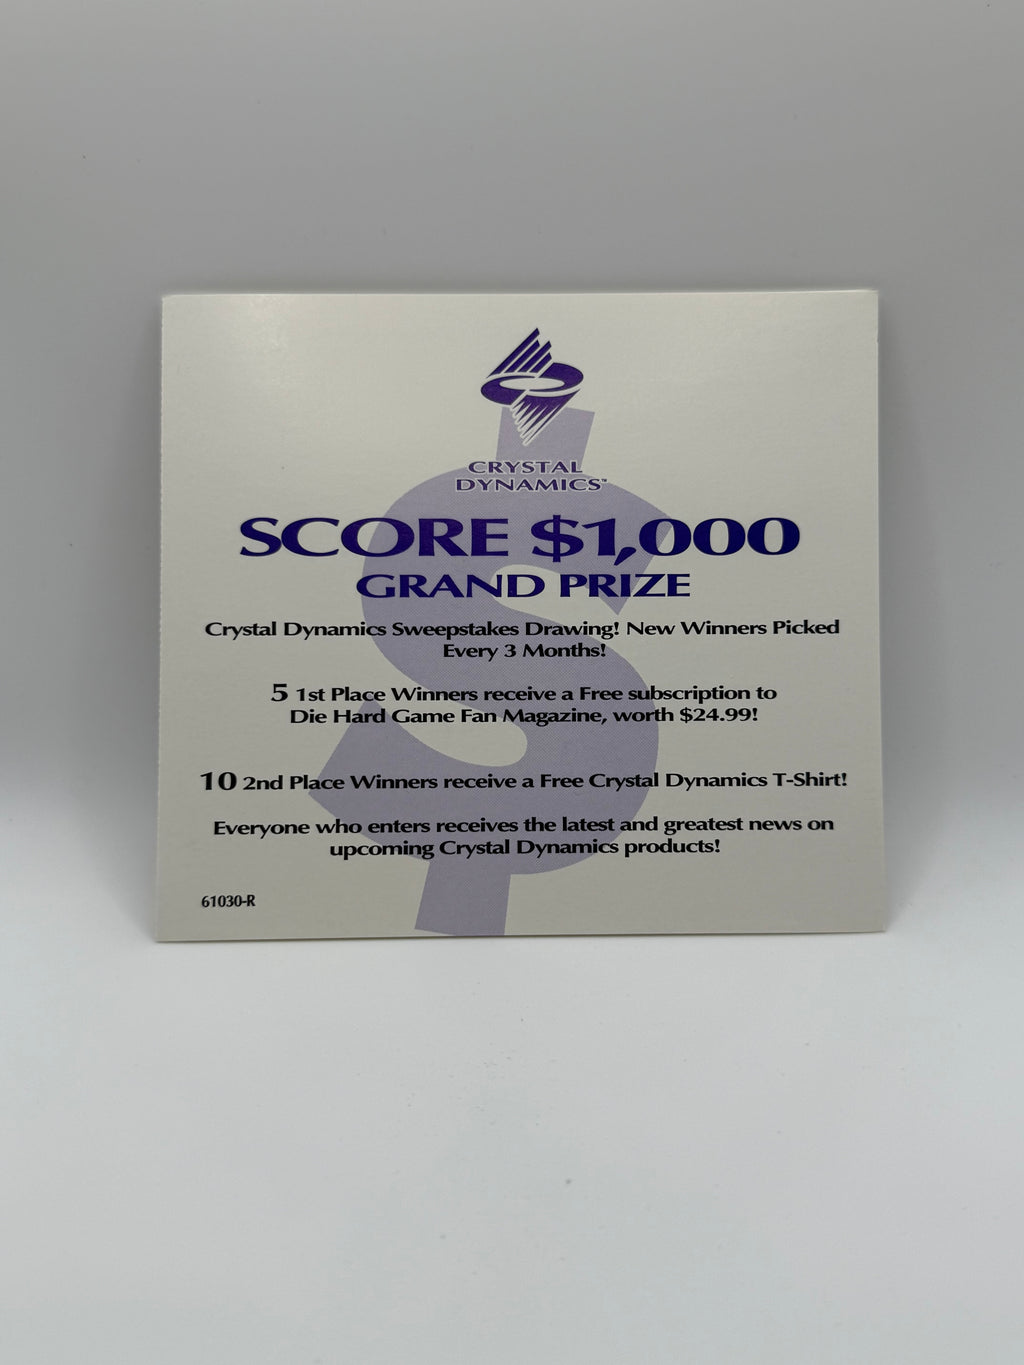 CRYSTAL
DYNAMICS™
SCORE $1,000
GRAND PRIZE
Crystal Dynamics Sweepstakes Drawing! New Winners Picked
Every 3 Months!
5 1st Place Winners receive a Free subscription to
Die Hard Game Fan Magazine, worth $24.99!
10 2nd Place Winners receive a Free Crystal Dynamics T-Shirt!
Everyone who enters receives the latest and greatest news on
upcoming Crystal Dynamics products!
61030-R